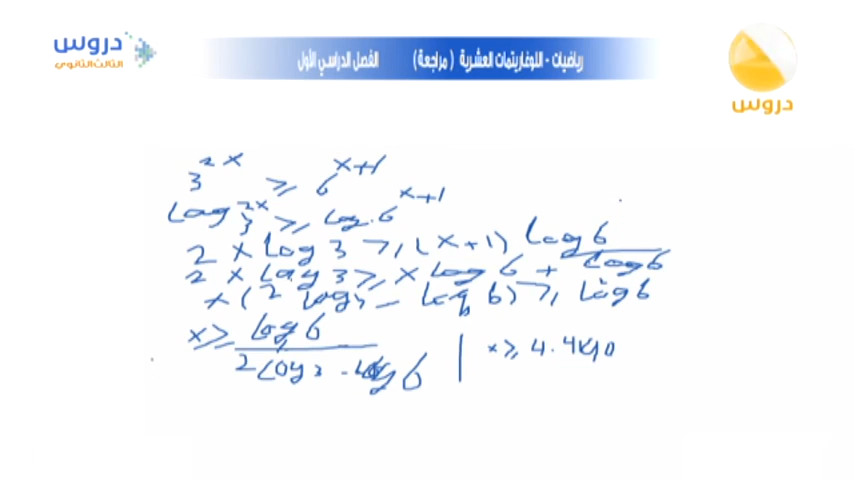 دروس
الثالث الثانوي
رياضيات - اللوغاريتمات العشرية ( مراجعة ) الفصل الدراسي الأول
دروس
3^2x ≥ 6^x+1
Log 3^2x ≥ Log 6^x+1
2 x Log 3 ≥ (x+1) Log 6
2 x Log 3 ≥ x Log 6 + Log 6
x (2 Log 3 - Log 6) ≥ Log 6
x ≥ Log 6 / 2 Log 3 - Log 6 | x ≥ 4.4190